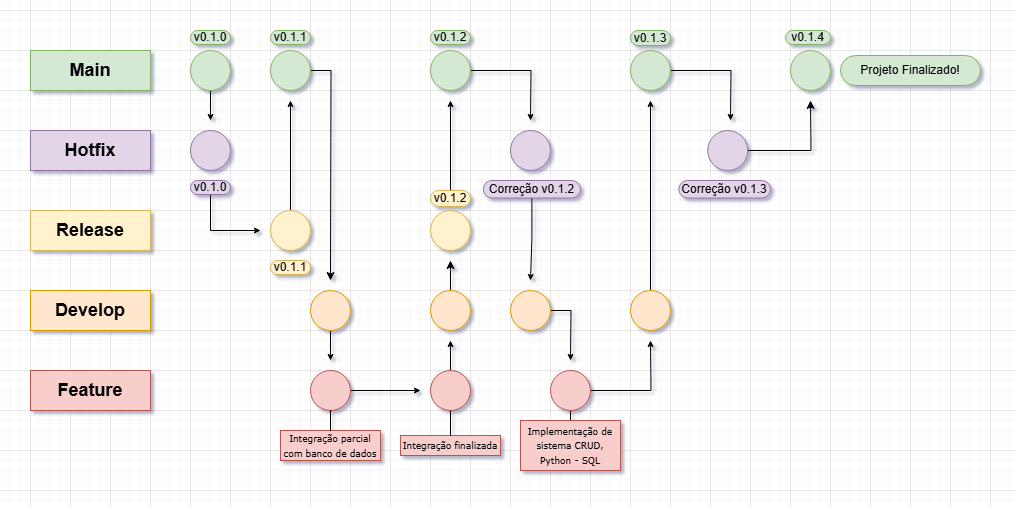 v0.1.0
v0.1.1
v0.1.2
v0.1.3
v0.1.4
Main
Projeto Finalizado!
Hotfix
v0.1.0
Correção v0.1.2
Correção v0.1.3
v0.1.2
Release
v0.1.1
Develop
Feature
Integração parcial
com banco de dados
Integração finalizada
Implementação de
sistema CRUD,
Python - SQL